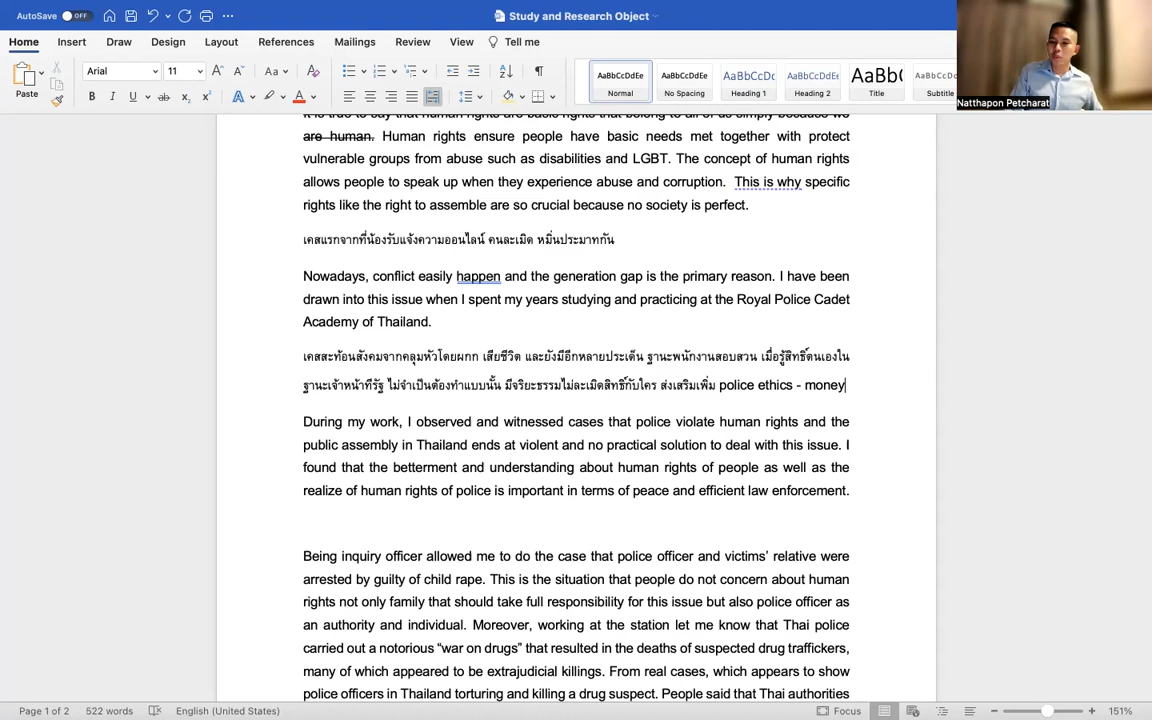 AutoSave OFF
Study and Research Object
Home Insert Draw Design Layout References Mailings Review View Tell me
Paste
Arial 11
AaBbCcDdEe Normal
AaBbCcDdEe No Spacing
AaBbCcDc Heading 1
AaBbCcDdEe Heading 2
AaBb( Title
AaBbCcDdEe Subtitle
Natthapon Petcharat
It is true to say that human rights are basic rights that belong to all of us simply because we
are human. Human rights ensure people have basic needs met together with protect
vulnerable groups from abuse such as disabilities and LGBT. The concept of human rights
allows people to speak up when they experience abuse and corruption. This is why specific
rights like the right to assemble are so crucial because no society is perfect.
เคสแรกจากที่น้องรับแจ้งความออนไลน์ คนละเมิด หมิ่นประมาทกัน
Nowadays, conflict easily happen and the generation gap is the primary reason. I have been
drawn into this issue when I spent my years studying and practicing at the Royal Police Cadet
Academy of Thailand.
เคสสะท้อนสังคมจากคลุมหัวโดยผกก เสียชีวิต และยังมีอีกหลายประเด็น ฐานะพนักงานสอบสวน เมื่อรู้สิทธิ์ตนเองใน
ฐานะเจ้าหน้าที่รัฐ ไม่จำเป็นต้องทำแบบนั้น มีจริยะธรรมไม่ละเมิดสิทธิ์กับใคร ส่งเสริมเพิ่ม police ethics - money
During my work, I observed and witnessed cases that police violate human rights and the
public assembly in Thailand ends at violent and no practical solution to deal with this issue. I
found that the betterment and understanding about human rights of people as well as the
realize of human rights of police is important in terms of peace and efficient law enforcement.
Being inquiry officer allowed me to do the case that police officer and victims' relative were
arrested by guilty of child rape. This is the situation that people do not concern about human
rights not only family that should take full responsibility for this issue but also police officer as
an authority and individual. Moreover, working at the station let me know that Thai police
carried out a notorious “war on drugs” that resulted in the deaths of suspected drug traffickers,
many of which appeared to be extrajudicial killings. From real cases, which appears to show
police officers in Thailand torturing and killing a drug suspect. People said that Thai authorities
Page 1 of 2 522 words English (United States) Focus 151%